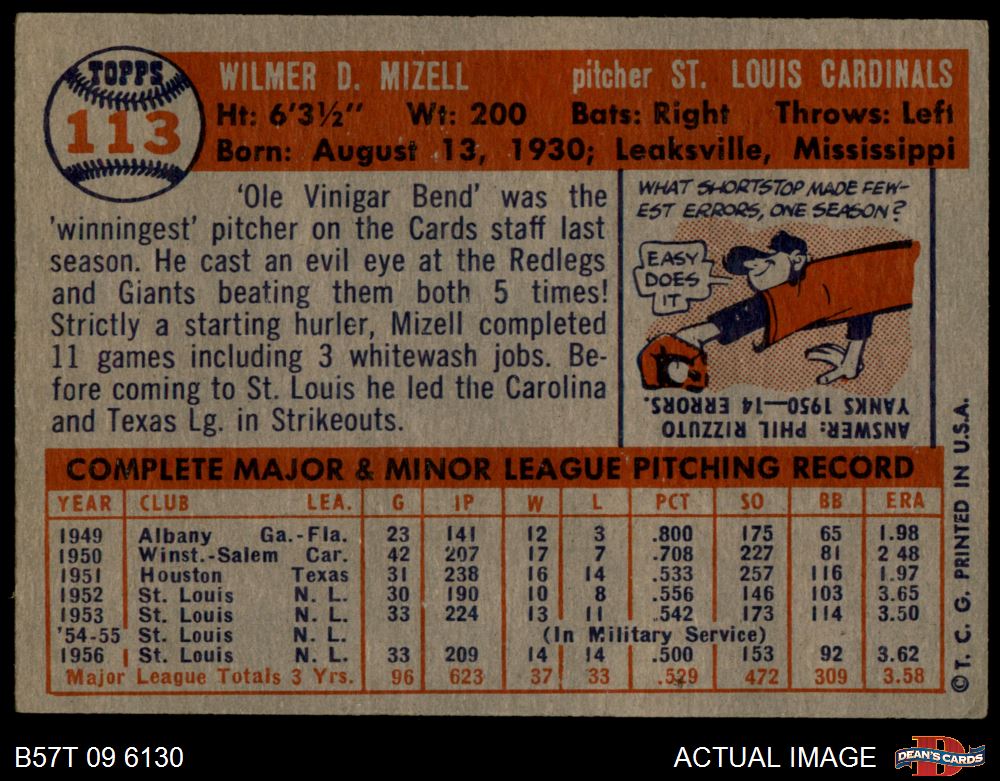 TOPPS
113
WILMER D. MIZELL pitcher ST. LOUIS CARDINALS
Ht: 6'3½" Wt: 200 Bats: Right Throws: Left
Born: August 13, 1930; Leaksville, Mississippi
'Ole Vinigar Bend' was the
'winningest' pitcher on the Cards staff last
season. He cast an evil eye at the Redlegs
and Giants beating them both 5 times!
Strictly a starting hurler, Mizell completed
11 games including 3 whitewash jobs. Be-
fore coming to St. Louis he led the Carolina
and Texas Lg. in Strikeouts.
WHAT SHORTSTOP MADE FEW-
EST ERRORS, ONE SEASON?
EASY
DOES
IT
ANSWER: PHIL RIZZUTO
YANKS 1950—14 ERRORS.
COMPLETE MAJOR & MINOR LEAGUE PITCHING RECORD
YEAR CLUB LEA. G IP W L PCT SO BB ERA
1949 Albany Ga.-Fla. 23 141 12 3 .800 175 65 1.98
1950 Winst.-Salem Car. 42 207 17 7 .708 227 81 2 48
1951 Houston Texas 31 238 16 14 .533 257 116 1.97
1952 St. Louis N. L. 30 190 10 8 .556 146 103 3.65
1953 St. Louis N. L. 33 224 13 11 .542 173 114 3.50
'54-55 St. Louis N. L. (In Military Service)
1956 St. Louis N. L. 33 209 14 14 .500 153 92 3.62
Major League Totals 3 Yrs. 96 623 37 33 .529 472 309 3.58
© T. C. G. PRINTED IN U.S.A.
B57T 09 6130 ACTUAL IMAGE
D
DEAN'S CARDS